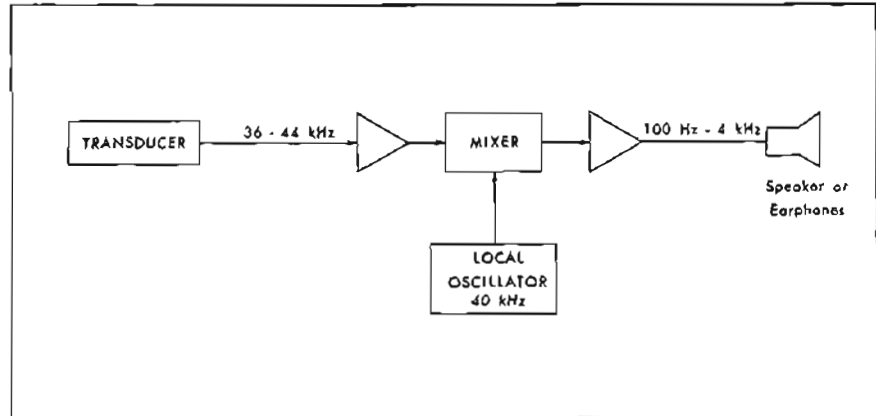 36 - 44 kHz
100 Hz - 4 kHz
TRANSDUCER
MIXER
Speaker or
Earphones
LOCAL
OSCILLATOR
40 kHz